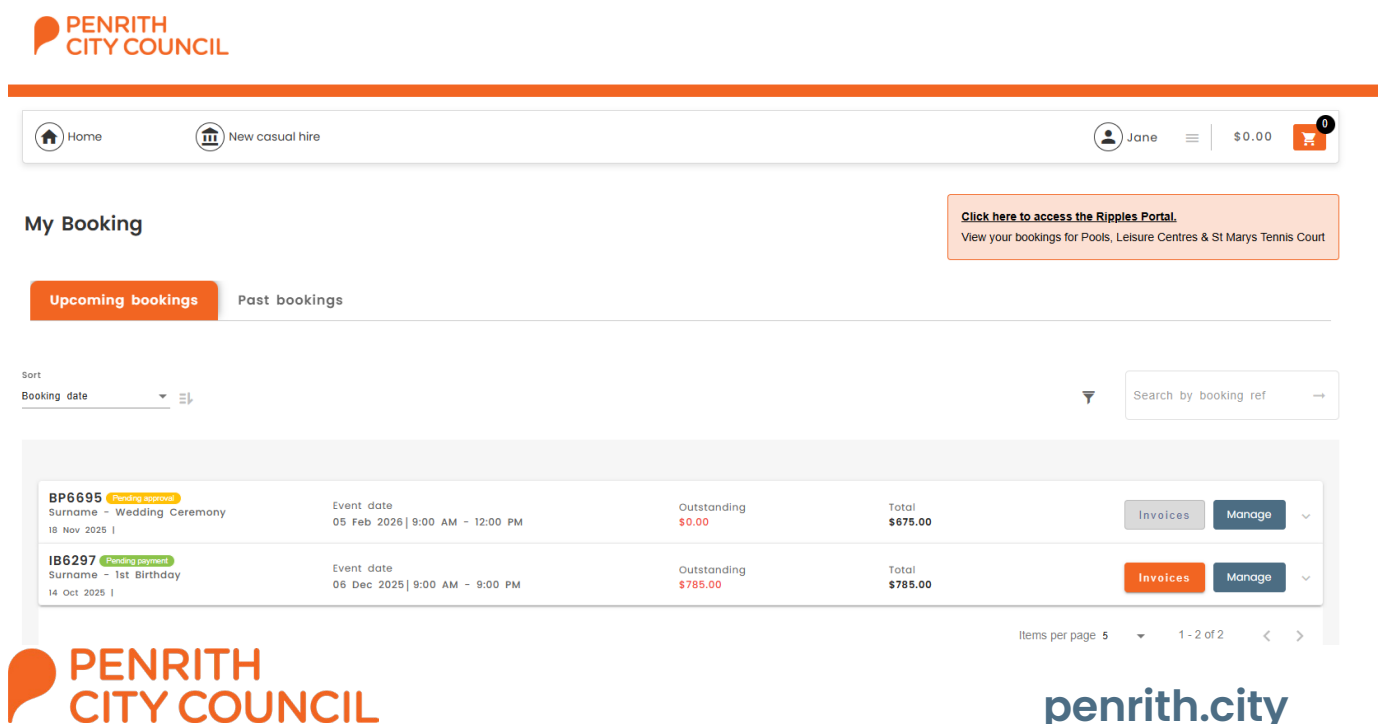 PENRITH
CITY COUNCIL
Home
New casual hire
Jane
$0.00
0
My Booking
Click here to access the Ripples Portal.
View your bookings for Pools, Leisure Centres & St Marys Tennis Court
Upcoming bookings
Past bookings
Sort
Booking date
Search by booking ref
BP6695 Pending approval
Surname - Wedding Ceremony
18 Nov 2025 |
Event date
05 Feb 2026| 9:00 AM - 12:00 PM
Outstanding
$0.00
Total
$675.00
Invoices
Manage
IB6297 Pending payment
Surname - 1st Birthday
14 Oct 2025 |
Event date
06 Dec 2025| 9:00 AM - 9:00 PM
Outstanding
$785.00
Total
$785.00
Invoices
Manage
Items per page 5
1 - 2 of 2
PENRITH
CITY COUNCIL
penrith.city